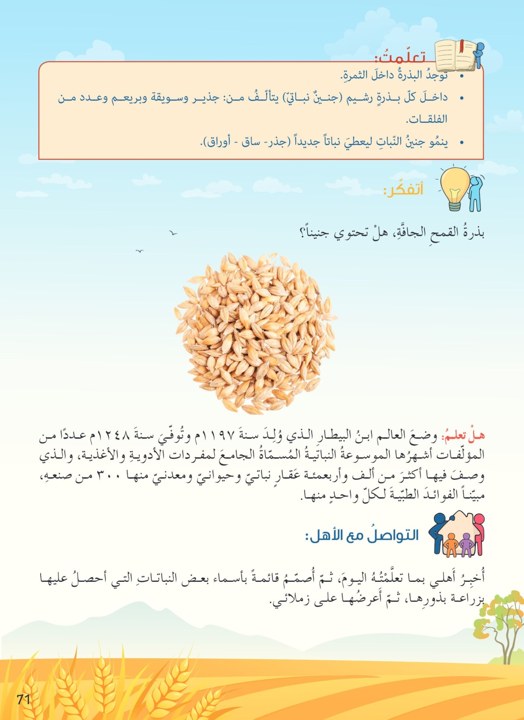 تعلّمتُ:
• توجدُ البذرةُ داخلَ الثمرةِ.
• داخلَ كلّ بذرةٍ رشيم (جنينٌ نباتيّ) يتألّفُ من: جذير وسويقة وبريعم وعدد من
الفلقات.
• ينمُو جنينُ النّباتِ ليعطيَ نباتاً جديداً (جذر- ساق - أوراق).
أتفكّر:
بذرةُ القمحِ الجافَّةِ، هلْ تحتوي جنيناً؟
هلْ تعلمُ: وضعَ العالم ابنُ البيطارِ الذي وُلِدَ سنةَ ١١٩٧م وتُوفّيَ سنةَ ١٢٤٨م عددًا من
المؤلّفات أشهرُها الموسوعةُ النباتيّةُ المُسمّاةُ الجامعَ لمفردات الأدويةِ والأغذيةِ، والذي
وصفَ فيها أكثرَ من ألف وأربعمئة عَقار نباتيّ وحيوانيّ ومعدنيّ منها ٣٠٠ من صنعهِ،
مبيّناً الفوائدَ الطبّيّةَ لكلّ واحدٍ منها.
التواصلُ معَ الأهل:
أُخبِرُ أهلي بما تعلَّمْتُهُ اليومَ، ثمّ أُصمّمُ قائمةً بأسماء بعض النباتات التي أحصلُ عليها
بزراعة بذورِها، ثمّ أَعرضُها على زملائي.
71